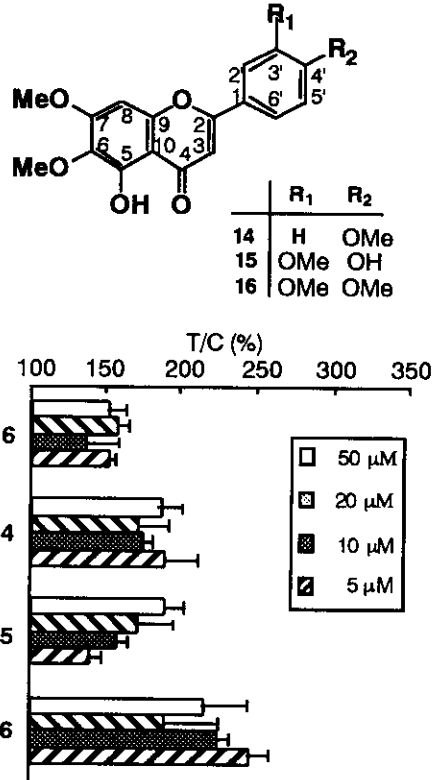 R₁
R₂
2' 3' 4' 5' 6' 1'
MeO
MeO
OH
O
O
7 8 9 2 6 5 10 4 3
R₁ R₂
14 H OMe
15 OMe OH
16 OMe OMe
T/C (%)
100 150 200 250 300 350
6
4
5
6
50 µM
20 µM
10 µM
5 µM